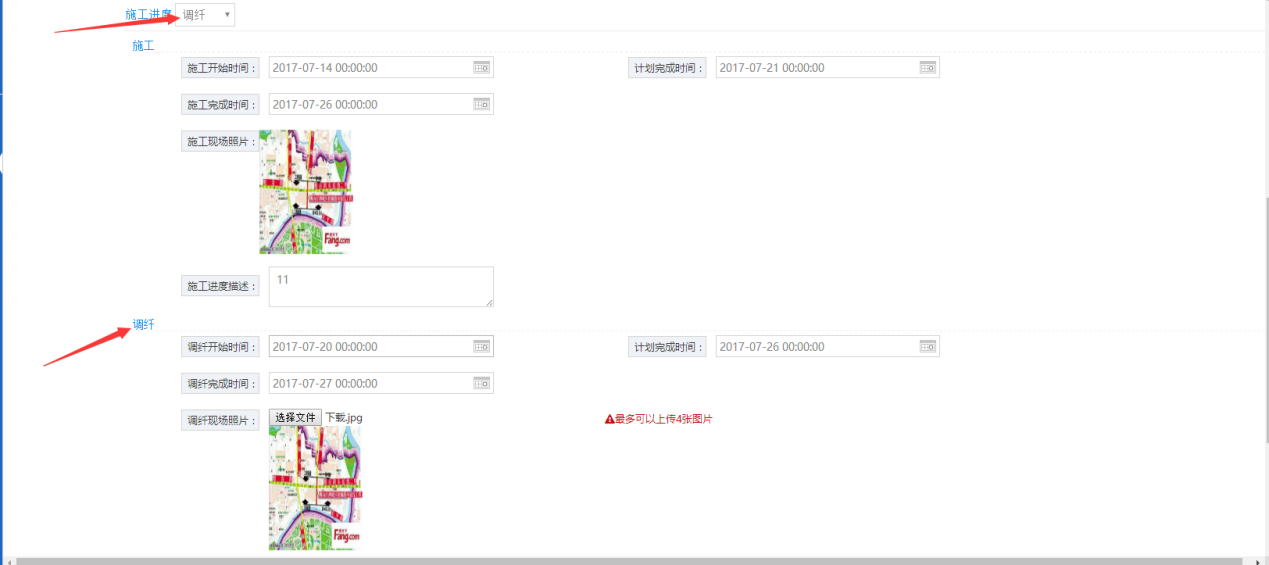 施工进度 调纤
施工
施工开始时间： 2017-07-14 00:00:00 计划完成时间： 2017-07-21 00:00:00
施工完成时间： 2017-07-26 00:00:00
施工现场照片：
Fang.com
施工进度描述： 11
调纤
调纤开始时间： 2017-07-20 00:00:00 计划完成时间： 2017-07-26 00:00:00
调纤完成时间： 2017-07-27 00:00:00
调纤现场照片： 选择文件 下载.jpg 最多可以上传4张图片
Fang.com